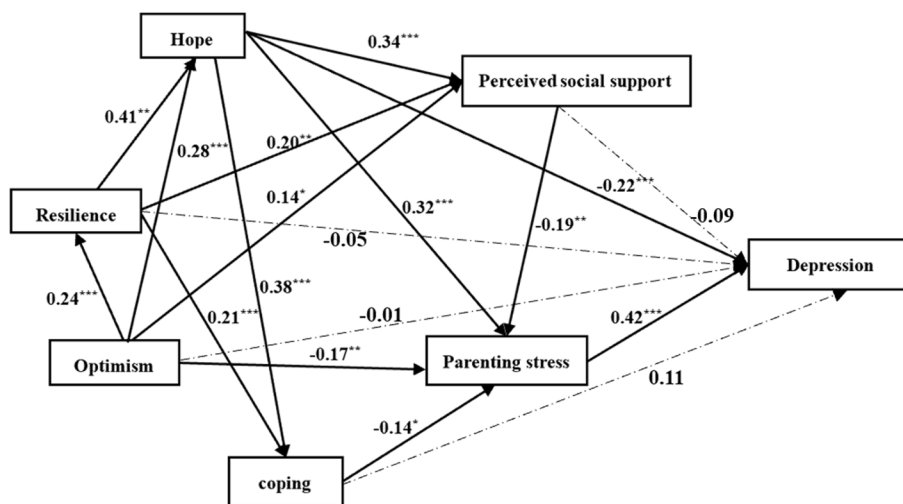 Hope
0.34***
Perceived social support
0.41**
0.28***
0.20**
0.14*
-0.22***
Resilience
0.32***
-0.19**
-0.09
-0.05
Depression
0.24***
0.38***
0.21***
-0.01
0.42***
Optimism
-0.17**
Parenting stress
0.11
-0.14*
coping